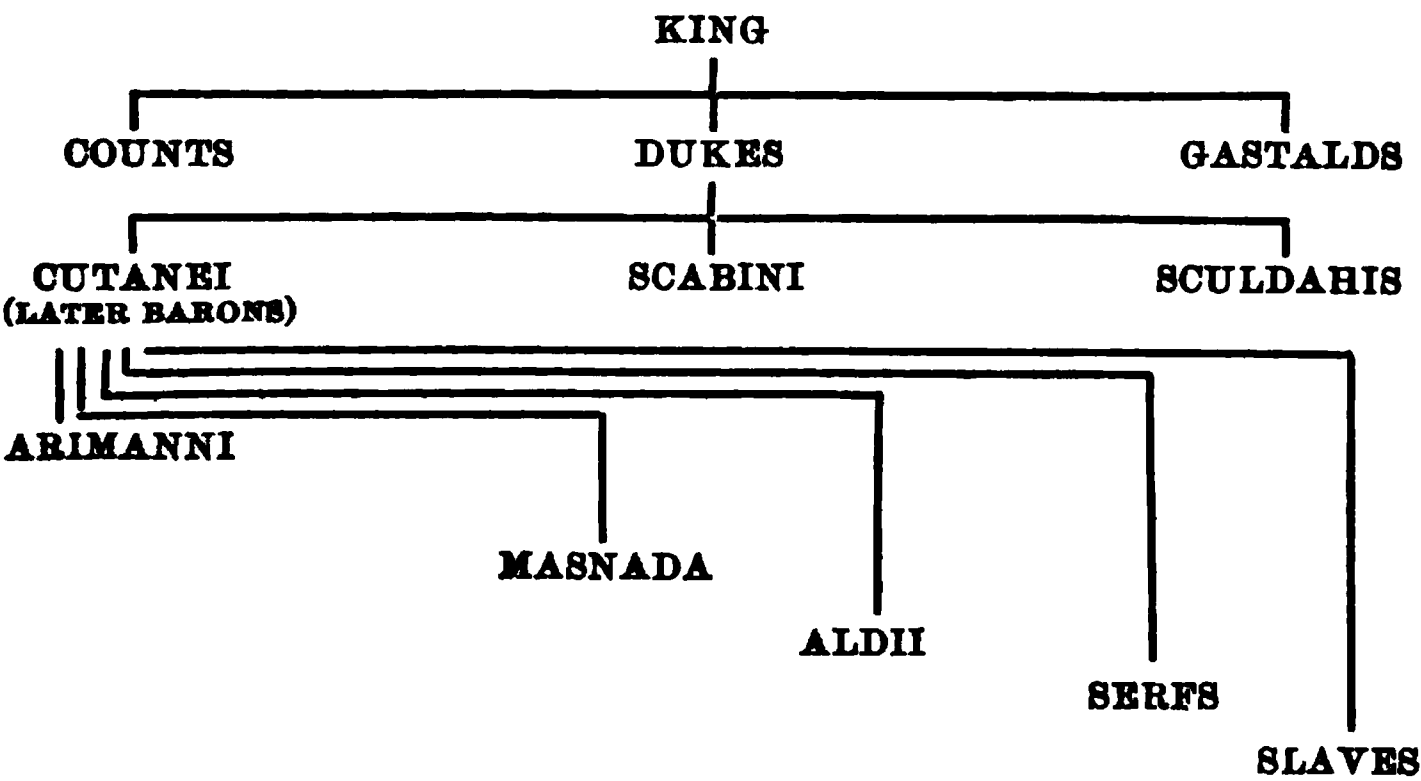 KING
COUNTS DUKES GASTALDS
CUTANEI SCABINI SCULDAHIS
(LATER BARONS)
ARIMANNI
MASNADA
ALDII
SERFS
SLAVES